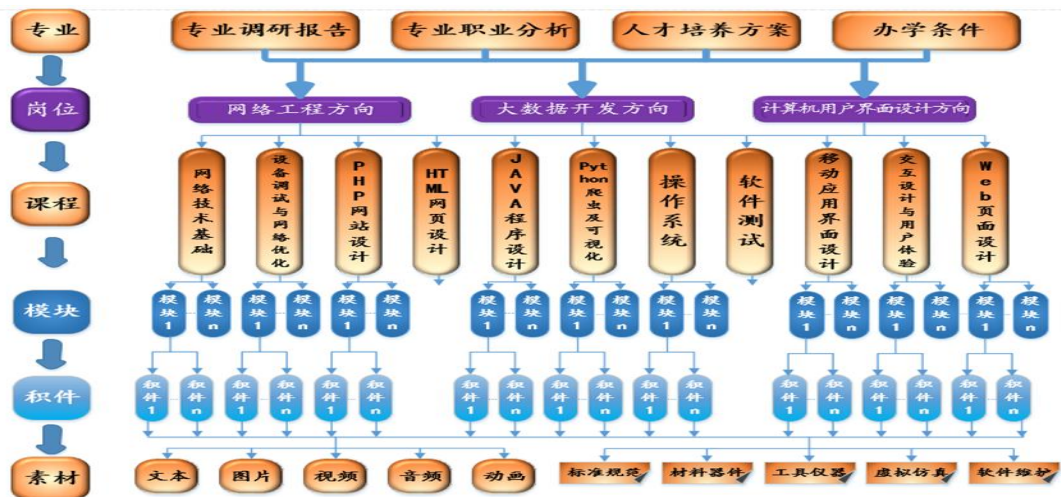 专业
专业调研报告
专业职业分析
人才培养方案
办学条件
岗位
网络工程方向
大数据开发方向
计算机用户界面设计方向
课程
网络技术基础
设备调试与网络优化
PHP网站设计
HTML网页设计
JAVA程序设计
Python爬虫及可视化
操作系统
软件测试
移动应用界面设计
交互设计与用户体验
Web页面设计
模块
模块1
模块n
模块1
模块n
模块1
模块n
模块1
模块n
模块1
模块n
模块1
模块n
模块1
模块n
模块1
模块n
模块1
模块n
积件
积件1
积件n
积件1
积件n
积件1
积件n
积件1
积件n
积件1
积件n
积件1
积件n
积件1
积件n
积件1
积件n
积件1
积件n
素材
文本
图片
视频
音频
动画
标准规范
材料器件
工具仪器
虚拟仿真
软件维护